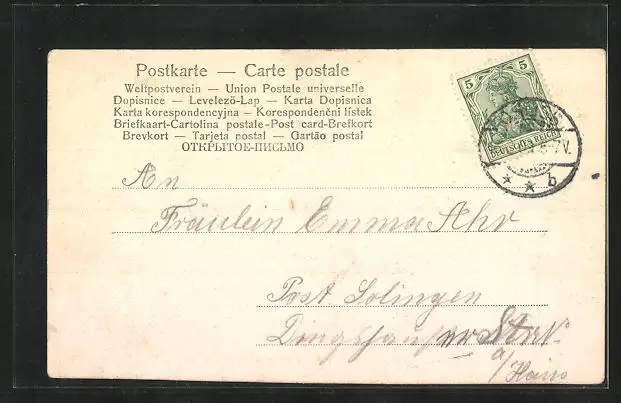 Postkarte — Carte postale
Weltpostverein — Union Postale universelle
Dopisnice — Levelező-Lap — Karta Dopisnica
Karta korespondencyjna — Korespondenční lístek
Briefkaart-Cartolina postale-Post card-Brefkort
Brevkort — Tarjeta postal — Gartão postal
ОТКРЫТОЕ-ПИСЬМО
5 5
DEUTSCHES REICH
7V.
* * b
An
Fräulein Emma Ahr
Post Solingen